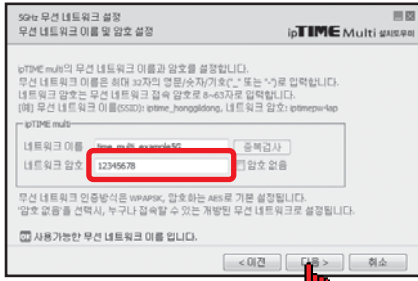 5GHz 무선 네트워크 설정
무선 네트워크 이름 및 암호 설정
ipTIME Multi 설치도우미
ipTIME multi의 무선 네트워크 이름과 암호를 설정합니다.
무선 네트워크 이름은 최대 32자의 영문/숫자/기호("_" 또는 "-")로 입력합니다.
네트워크 암호는 무선 네트워크 접속 암호로 8~63자로 입력합니다.
(예) 무선 네트워크 이름(SSID): iptime_honggildong, 네트워크 암호: iptimepw4ap
ipTIME multi
네트워크 이름 time_multi_example5G 중복검사
네트워크 암호 12345678 암호 없음
무선 네트워크 인증방식은 WPAPSK, 암호화는 AES로 기본 설정됩니다.
'암호 없음'을 선택시, 누구나 접속할 수 있는 개방된 무선 네트워크로 설정됩니다.
사용가능한 무선 네트워크 이름 입니다.
< 이전 다음 > 취소